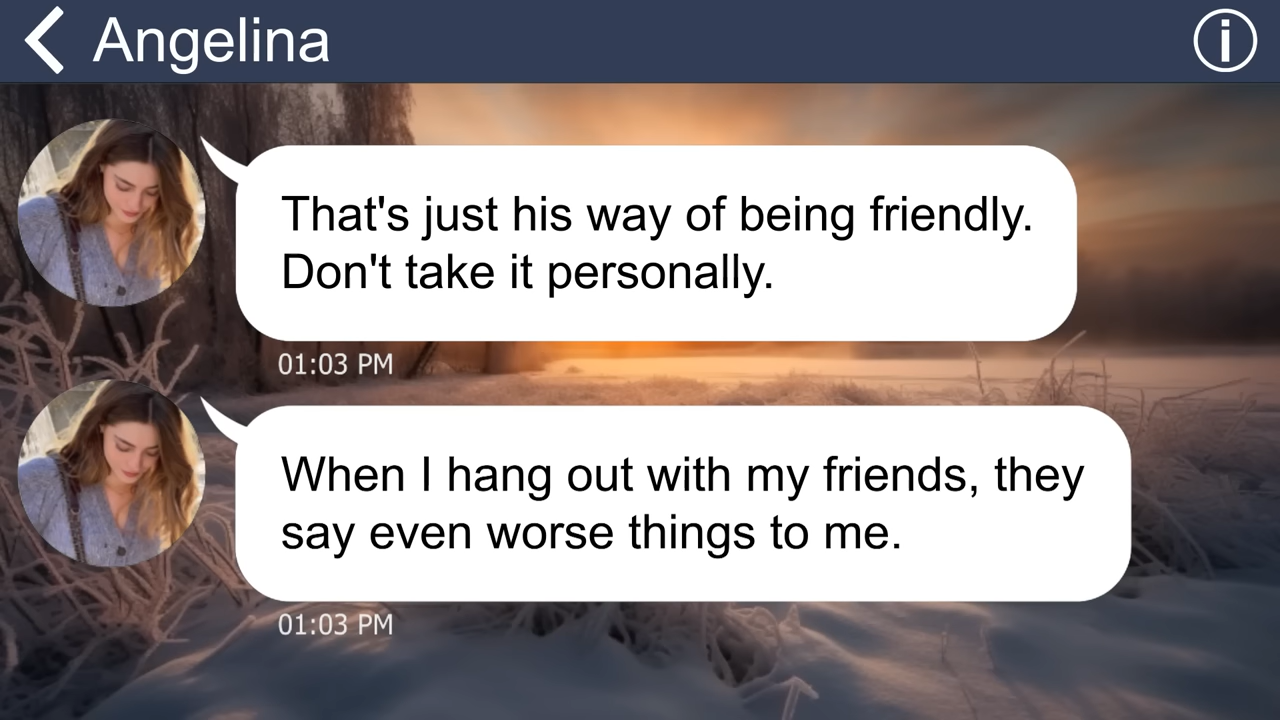 Angelina
That's just his way of being friendly.
Don't take it personally.
01:03 PM
When I hang out with my friends, they
say even worse things to me.
01:03 PM